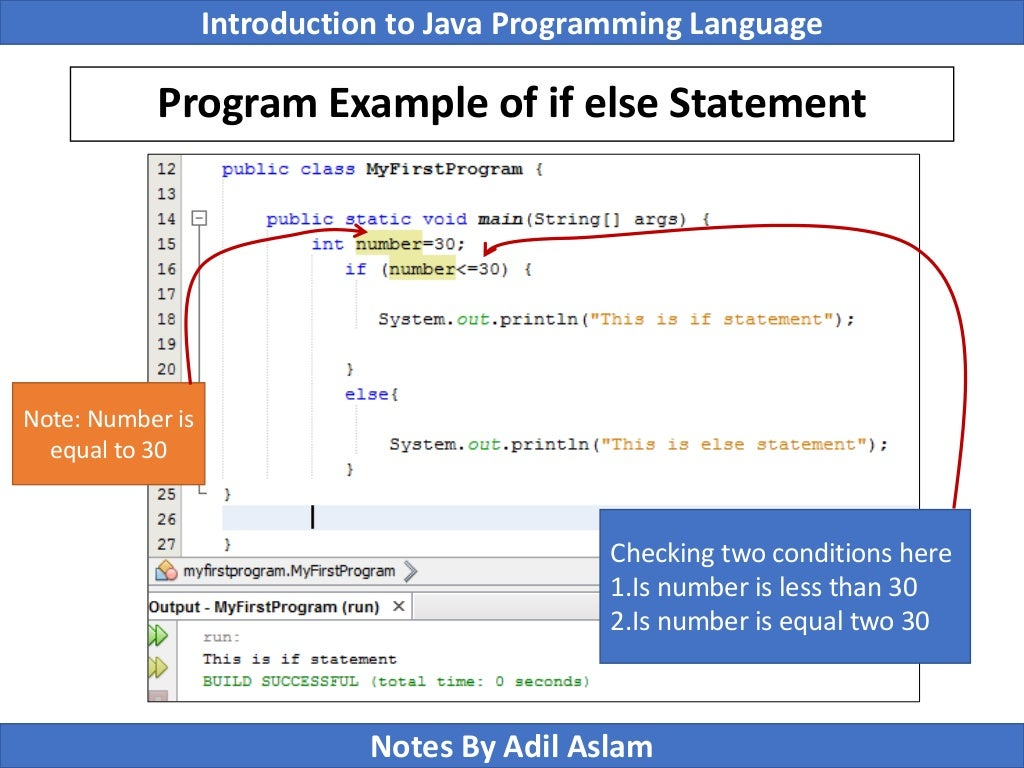 Introduction to Java Programming Language
Program Example of if else Statement
12 public class MyFirstProgram {
13
14 public static void main(String[] args) {
15 int number=30;
16 if (number<=30) {
17
18 System.out.println("This is if statement");
19
20 }
else{
System.out.println("This is else statement");
}
25 }
26
27 }
Note: Number is
equal to 30
Checking two conditions here
1.Is number is less than 30
2.Is number is equal two 30
myfirstprogram.MyFirstProgram
Output - MyFirstProgram (run) ×
run:
This is if statement
BUILD SUCCESSFUL (total time: 0 seconds)
Notes By Adil Aslam